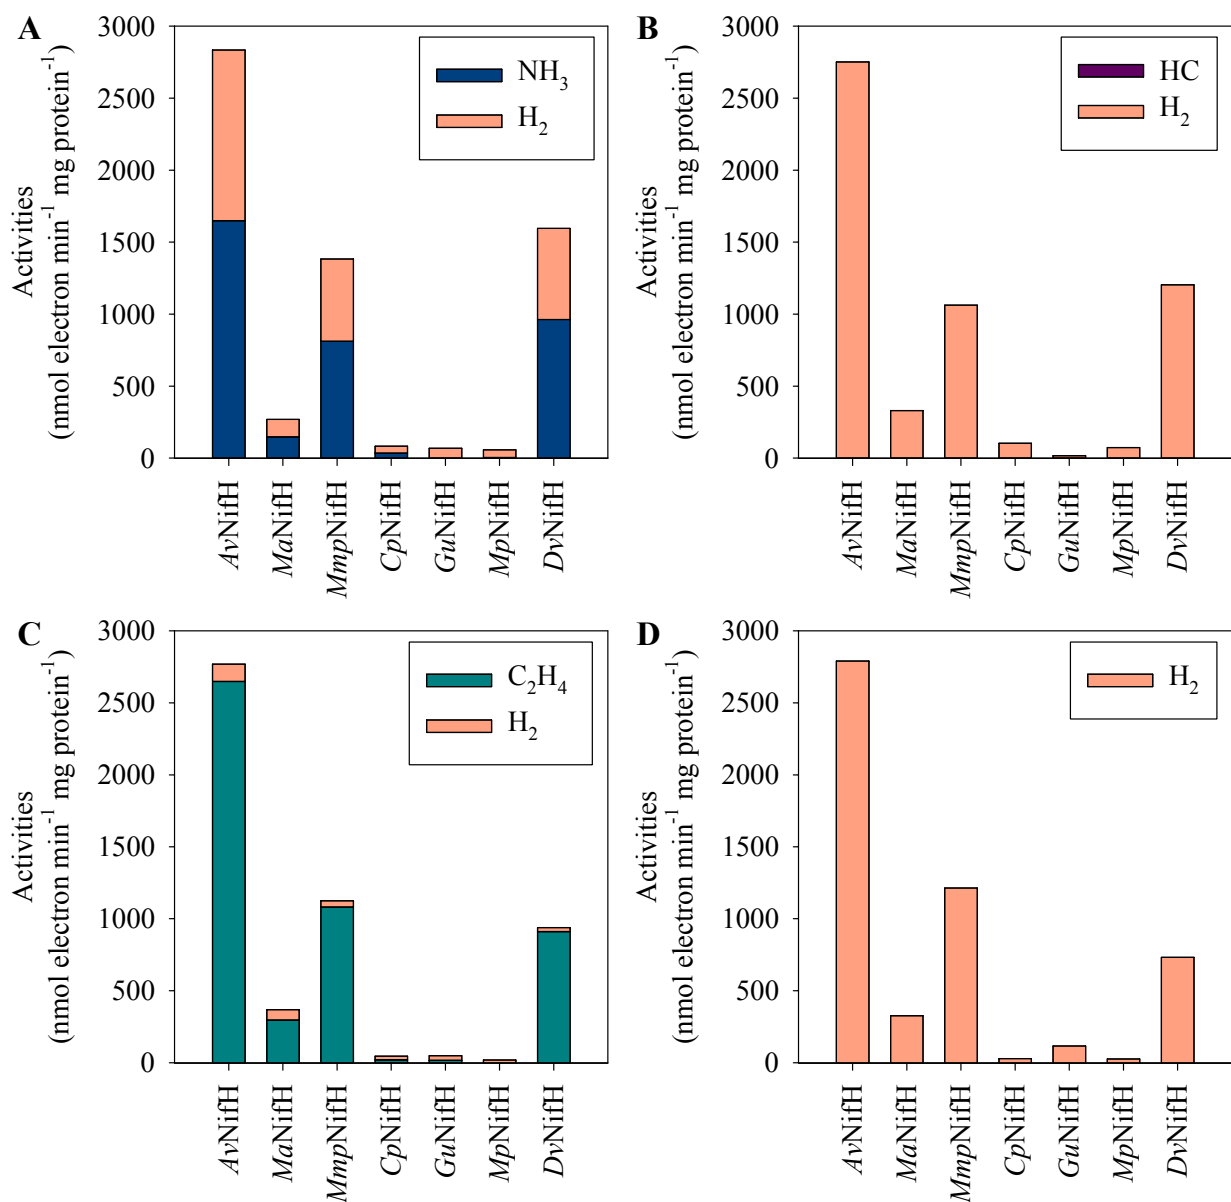 A
Activities
(nmol electron min⁻¹ mg protein⁻¹)
3000
2500
2000
1500
1000
500
0
NH₃
H₂
AvNifH
MaNifH
MmpNifH
CpNifH
GuNifH
MpNifH
DvNifH
B
Activities
(nmol electron min⁻¹ mg protein⁻¹)
3000
2500
2000
1500
1000
500
0
HC
H₂
AvNifH
MaNifH
MmpNifH
CpNifH
GuNifH
MpNifH
DvNifH
C
Activities
(nmol electron min⁻¹ mg protein⁻¹)
3000
2500
2000
1500
1000
500
0
C₂H₄
H₂
AvNifH
MaNifH
MmpNifH
CpNifH
GuNifH
MpNifH
DvNifH
D
Activities
(nmol electron min⁻¹ mg protein⁻¹)
3000
2500
2000
1500
1000
500
0
H₂
AvNifH
MaNifH
MmpNifH
CpNifH
GuNifH
MpNifH
DvNifH